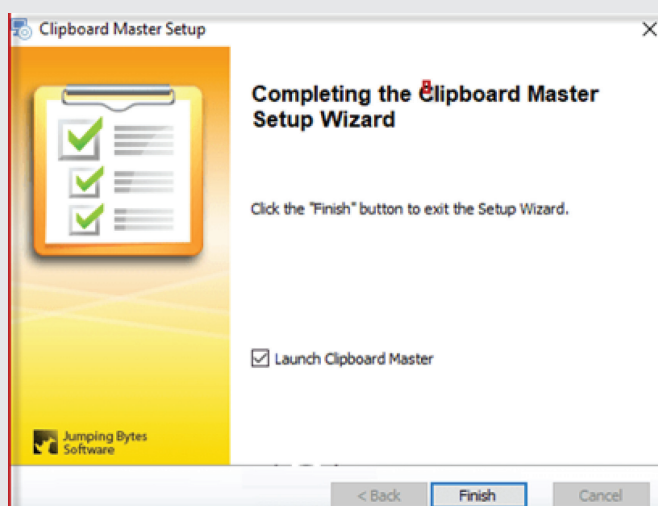 Clipboard Master Setup
Completing the Clipboard Master
Setup Wizard
Click the "Finish" button to exit the Setup Wizard.
Launch Clipboard Master
Jumping Bytes
Software
< Back
Finish
Cancel